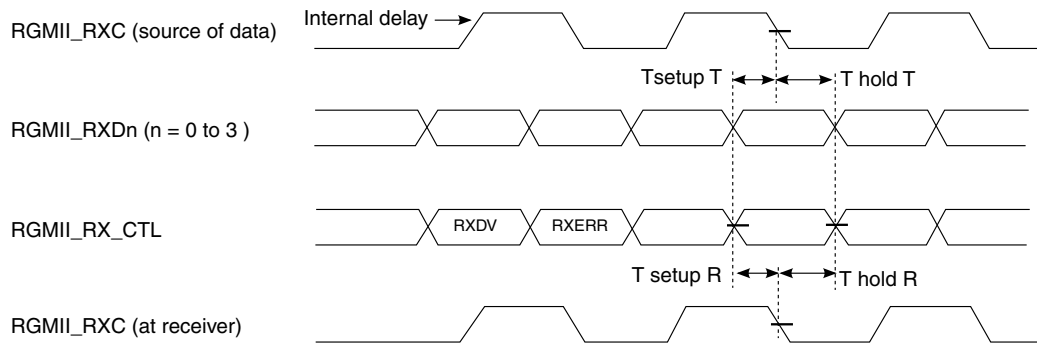 Internal delay
RGMII_RXC (source of data)
Tsetup T
T hold T
RGMII_RXDn (n = 0 to 3 )
RGMII_RX_CTL
RXDV
RXERR
T setup R
T hold R
RGMII_RXC (at receiver)